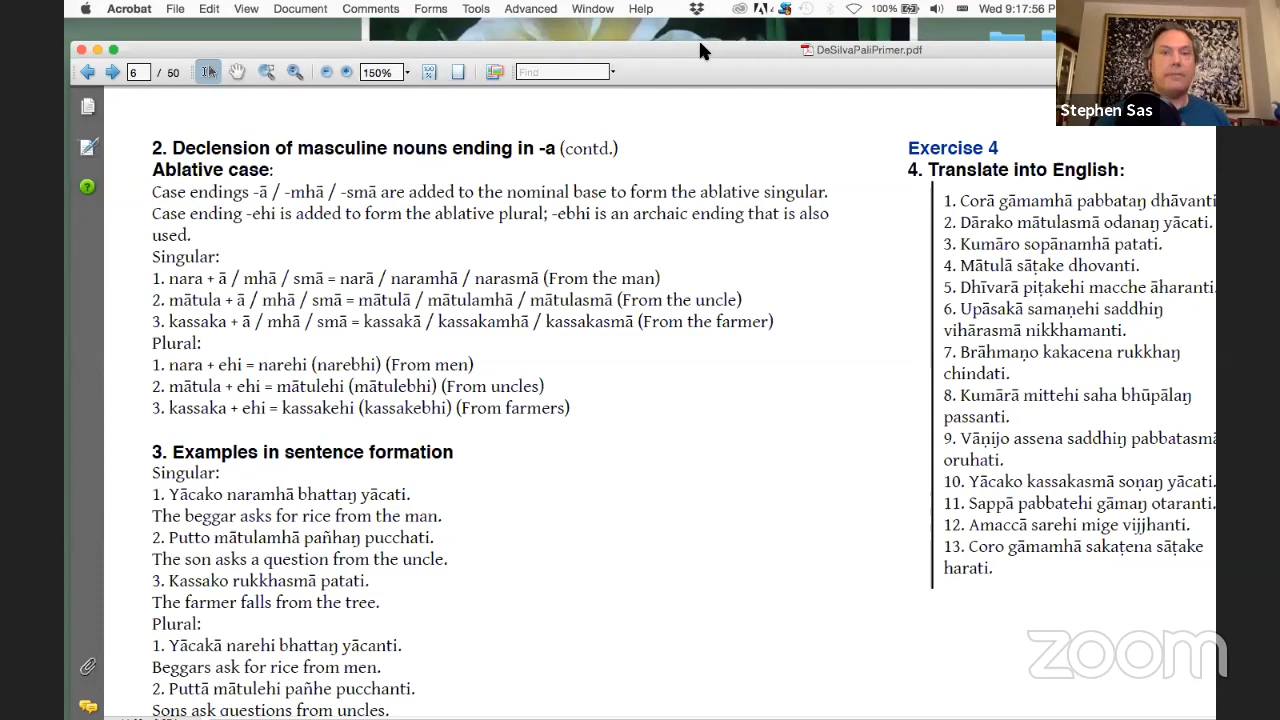 Acrobat File Edit View Document Comments Forms Tools Advanced Window Help 100% Wed 9:17:56 P
DeSilvaPaliPrimer.pdf
6 / 50 150% Find
Stephen Sas
2. Declension of masculine nouns ending in -a (contd.)
Ablative case:
Case endings -ā / -mhā / -smā are added to the nominal base to form the ablative singular.
Case ending -ehi is added to form the ablative plural; -ebhi is an archaic ending that is also
used.
Singular:
1. nara + ā / mhā / smā = narā / naramhā / narasmā (From the man)
2. mātula + ā / mhā / smā = mātulā / mātulamhā / mātulasmā (From the uncle)
3. kassaka + ā / mhā / smā = kassakā / kassakamhā / kassakasmā (From the farmer)
Plural:
1. nara + ehi = narehi (narebhi) (From men)
2. mātula + ehi = mātulehi (mātulebhi) (From uncles)
3. kassaka + ehi = kassakehi (kassakebhi) (From farmers)
3. Examples in sentence formation
Singular:
1. Yācako naramhā bhattaŋ yācati.
The beggar asks for rice from the man.
2. Putto mātulamhā pañhaŋ pucchati.
The son asks a question from the uncle.
3. Kassako rukkhasmā patati.
The farmer falls from the tree.
Plural:
1. Yācakā narehi bhattaŋ yācanti.
Beggars ask for rice from men.
2. Puttā mātulehi pañhe pucchanti.
Sons ask questions from uncles.
Exercise 4
4. Translate into English:
1. Corā gāmamhā pabbataŋ dhāvanti
2. Dārako mātulasmā odanaŋ yācati.
3. Kumāro sopānamhā patati.
4. Mātulā sāṭake dhovanti.
5. Dhīvarā piṭakehi macche āharanti.
6. Upāsakā samaṇehi saddhiŋ
vihārasmā nikkhamanti.
7. Brāhmaṇo kakacena rukkhaŋ
chindati.
8. Kumārā mittehi saha bhūpālaŋ
passanti.
9. Vāṇijo assena saddhiŋ pabbatasmā
oruhati.
10. Yācako kassakasmā soṇaŋ yācati.
11. Sappā pabbatehi gāmaŋ otaranti.
12. Amaccā sarehi mige vijjhanti.
13. Coro gāmamhā sakaṭena sāṭake
harati.
zoom